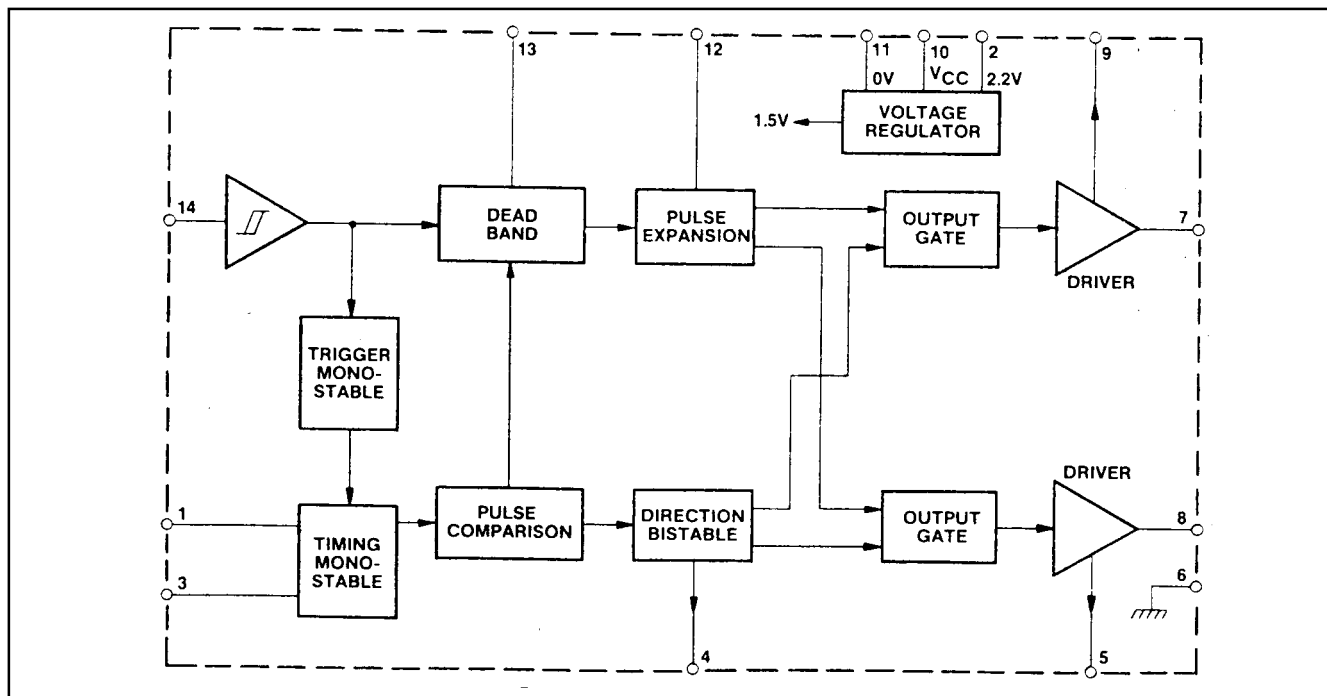 13
12
11
10
2
9
0V
VCC
2.2V
VOLTAGE
REGULATOR
1.5V
14
DEAD
BAND
PULSE
EXPANSION
OUTPUT
GATE
7
DRIVER
TRIGGER
MONO-
STABLE
DRIVER
1
TIMING
MONO-
STABLE
3
PULSE
COMPARISON
DIRECTION
BISTABLE
OUTPUT
GATE
8
6
4
5